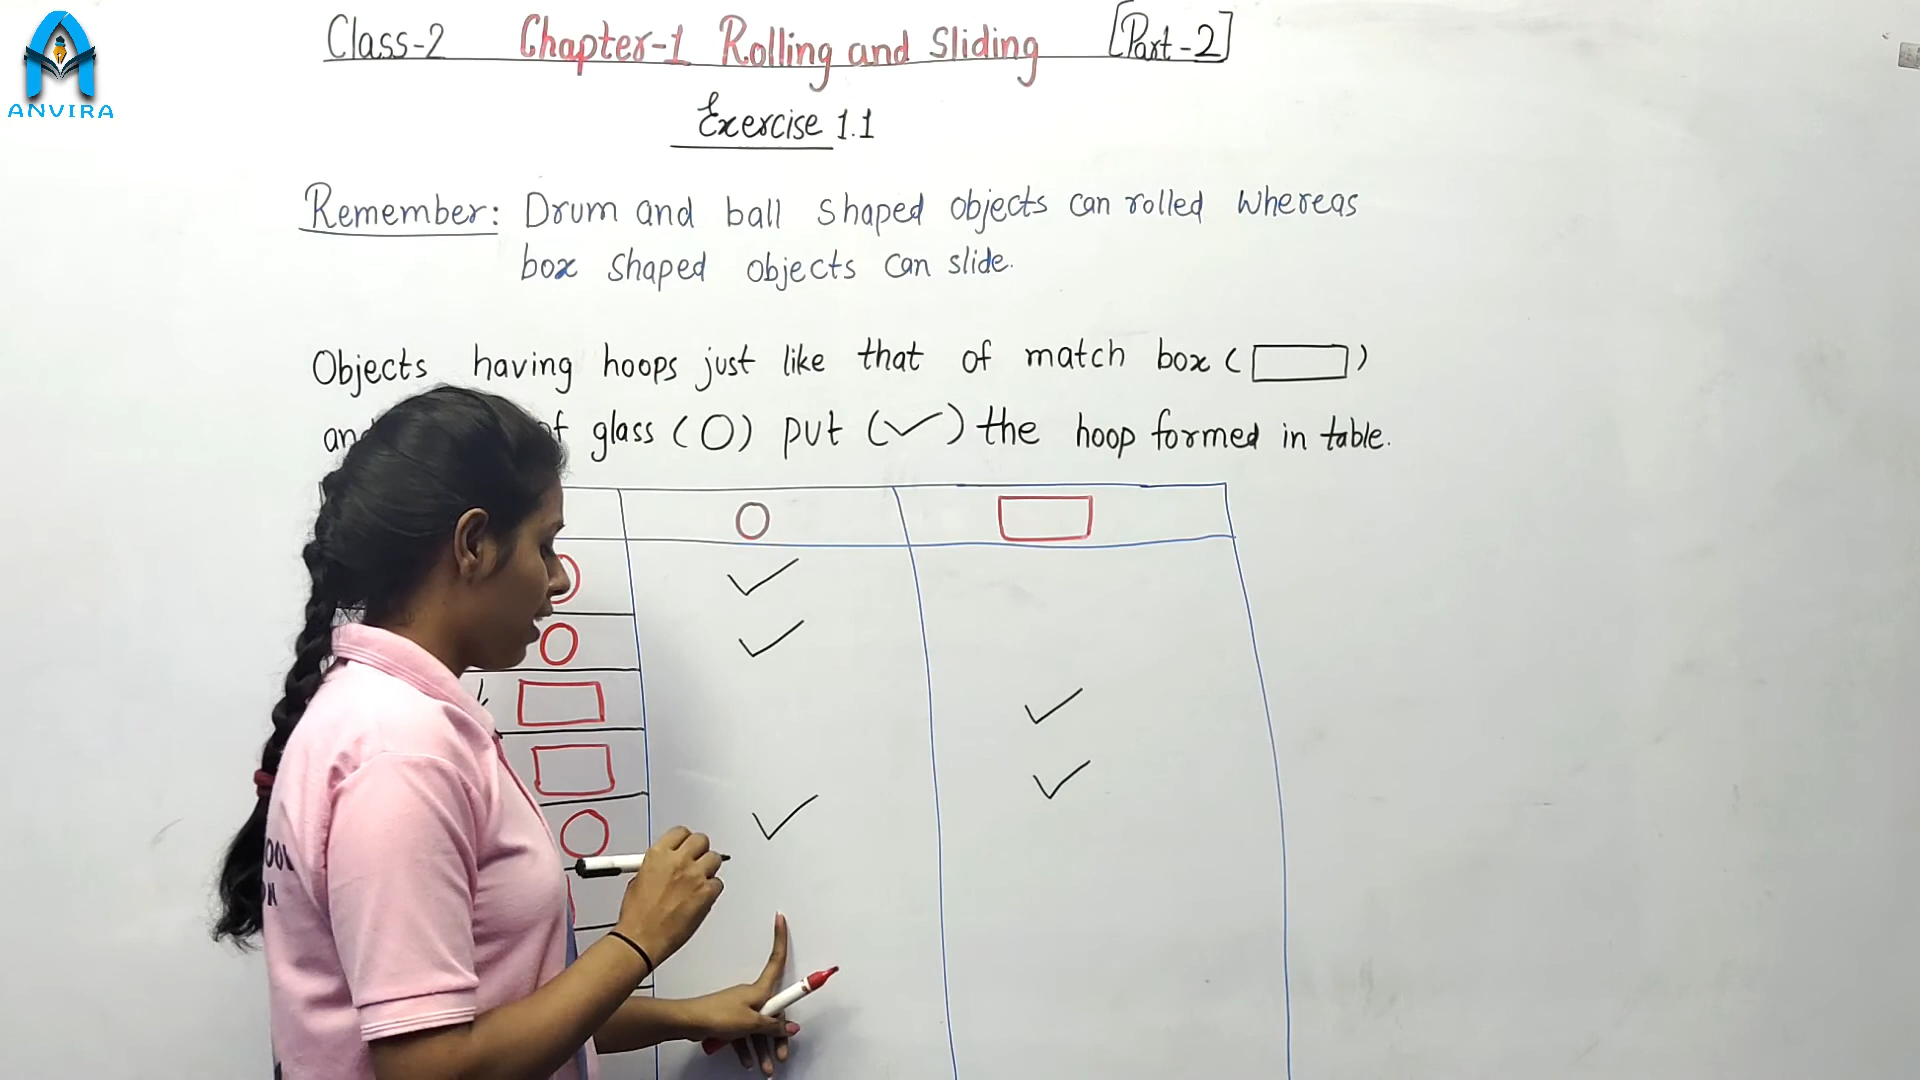 ANVIRA
Class-2 Chapter-1 Rolling and Sliding [Part-2]
Exercise 1.1
Remember: Drum and ball shaped objects can rolled whereas
box shaped objects can slide.
Objects having hoops just like that of match box ( )
and of glass (O) put (✓) the hoop formed in table.